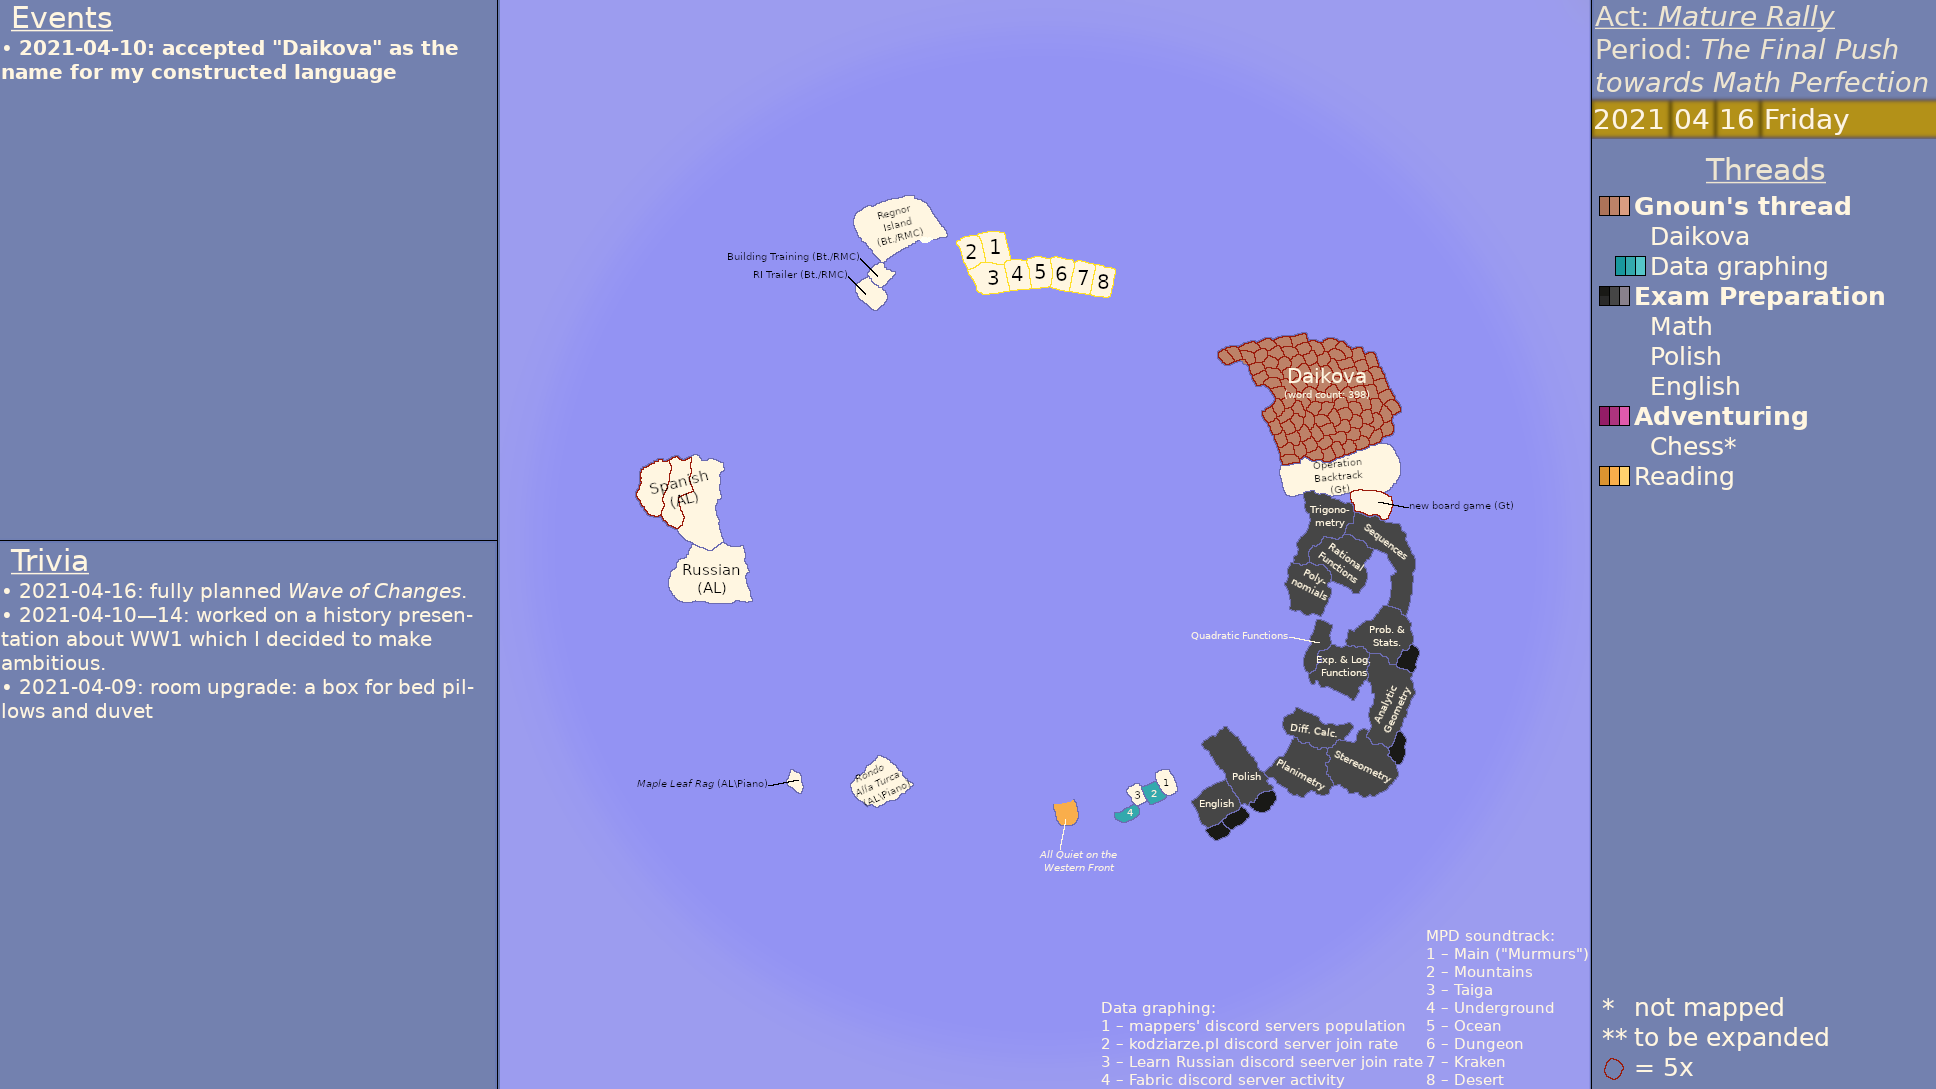 Events
• 2021-04-10: accepted "Daikova" as the
name for my constructed language
Trivia
• 2021-04-16: fully planned Wave of Changes.
• 2021-04-10—14: worked on a history presen-
tation about WW1 which I decided to make
ambitious.
• 2021-04-09: room upgrade: a box for bed pil-
lows and duvet
Regnor
Island
(Bt./RMC)
Building Training (Bt./RMC)
RI Trailer (Bt./RMC)
2
1
3
4
5
6
7
8
Daikova
(word count: 398)
Operation
Backtrack
(Gt)
new board game (Gt)
Trigono-
metry
Sequences
Rational
Functions
Poly-
nomials
Quadratic Functions
Prob. &
Stats.
Exp. & Log.
Functions
Analytic
Geometry
Diff. Calc.
Stereometry
Planimetry
Polish
English
Spanish
(AL)
Russian
(AL)
Maple Leaf Rag (AL\Piano)
Rondo
Alla Turca
(AL\Piano)
1
2
3
4
All Quiet on the
Western Front
Data graphing:
1 – mappers' discord servers population
2 – kodziarze.pl discord server join rate
3 – Learn Russian discord seerver join rate
4 – Fabric discord server activity
MPD soundtrack:
1 – Main ("Murmurs")
2 – Mountains
3 – Taiga
4 – Underground
5 – Ocean
6 – Dungeon
7 – Kraken
8 – Desert
Act: Mature Rally
Period: The Final Push
towards Math Perfection
2021 04 16 Friday
Threads
Gnoun's thread
Daikova
Data graphing
Exam Preparation
Math
Polish
English
Adventuring
Chess*
Reading
* not mapped
** to be expanded
= 5x